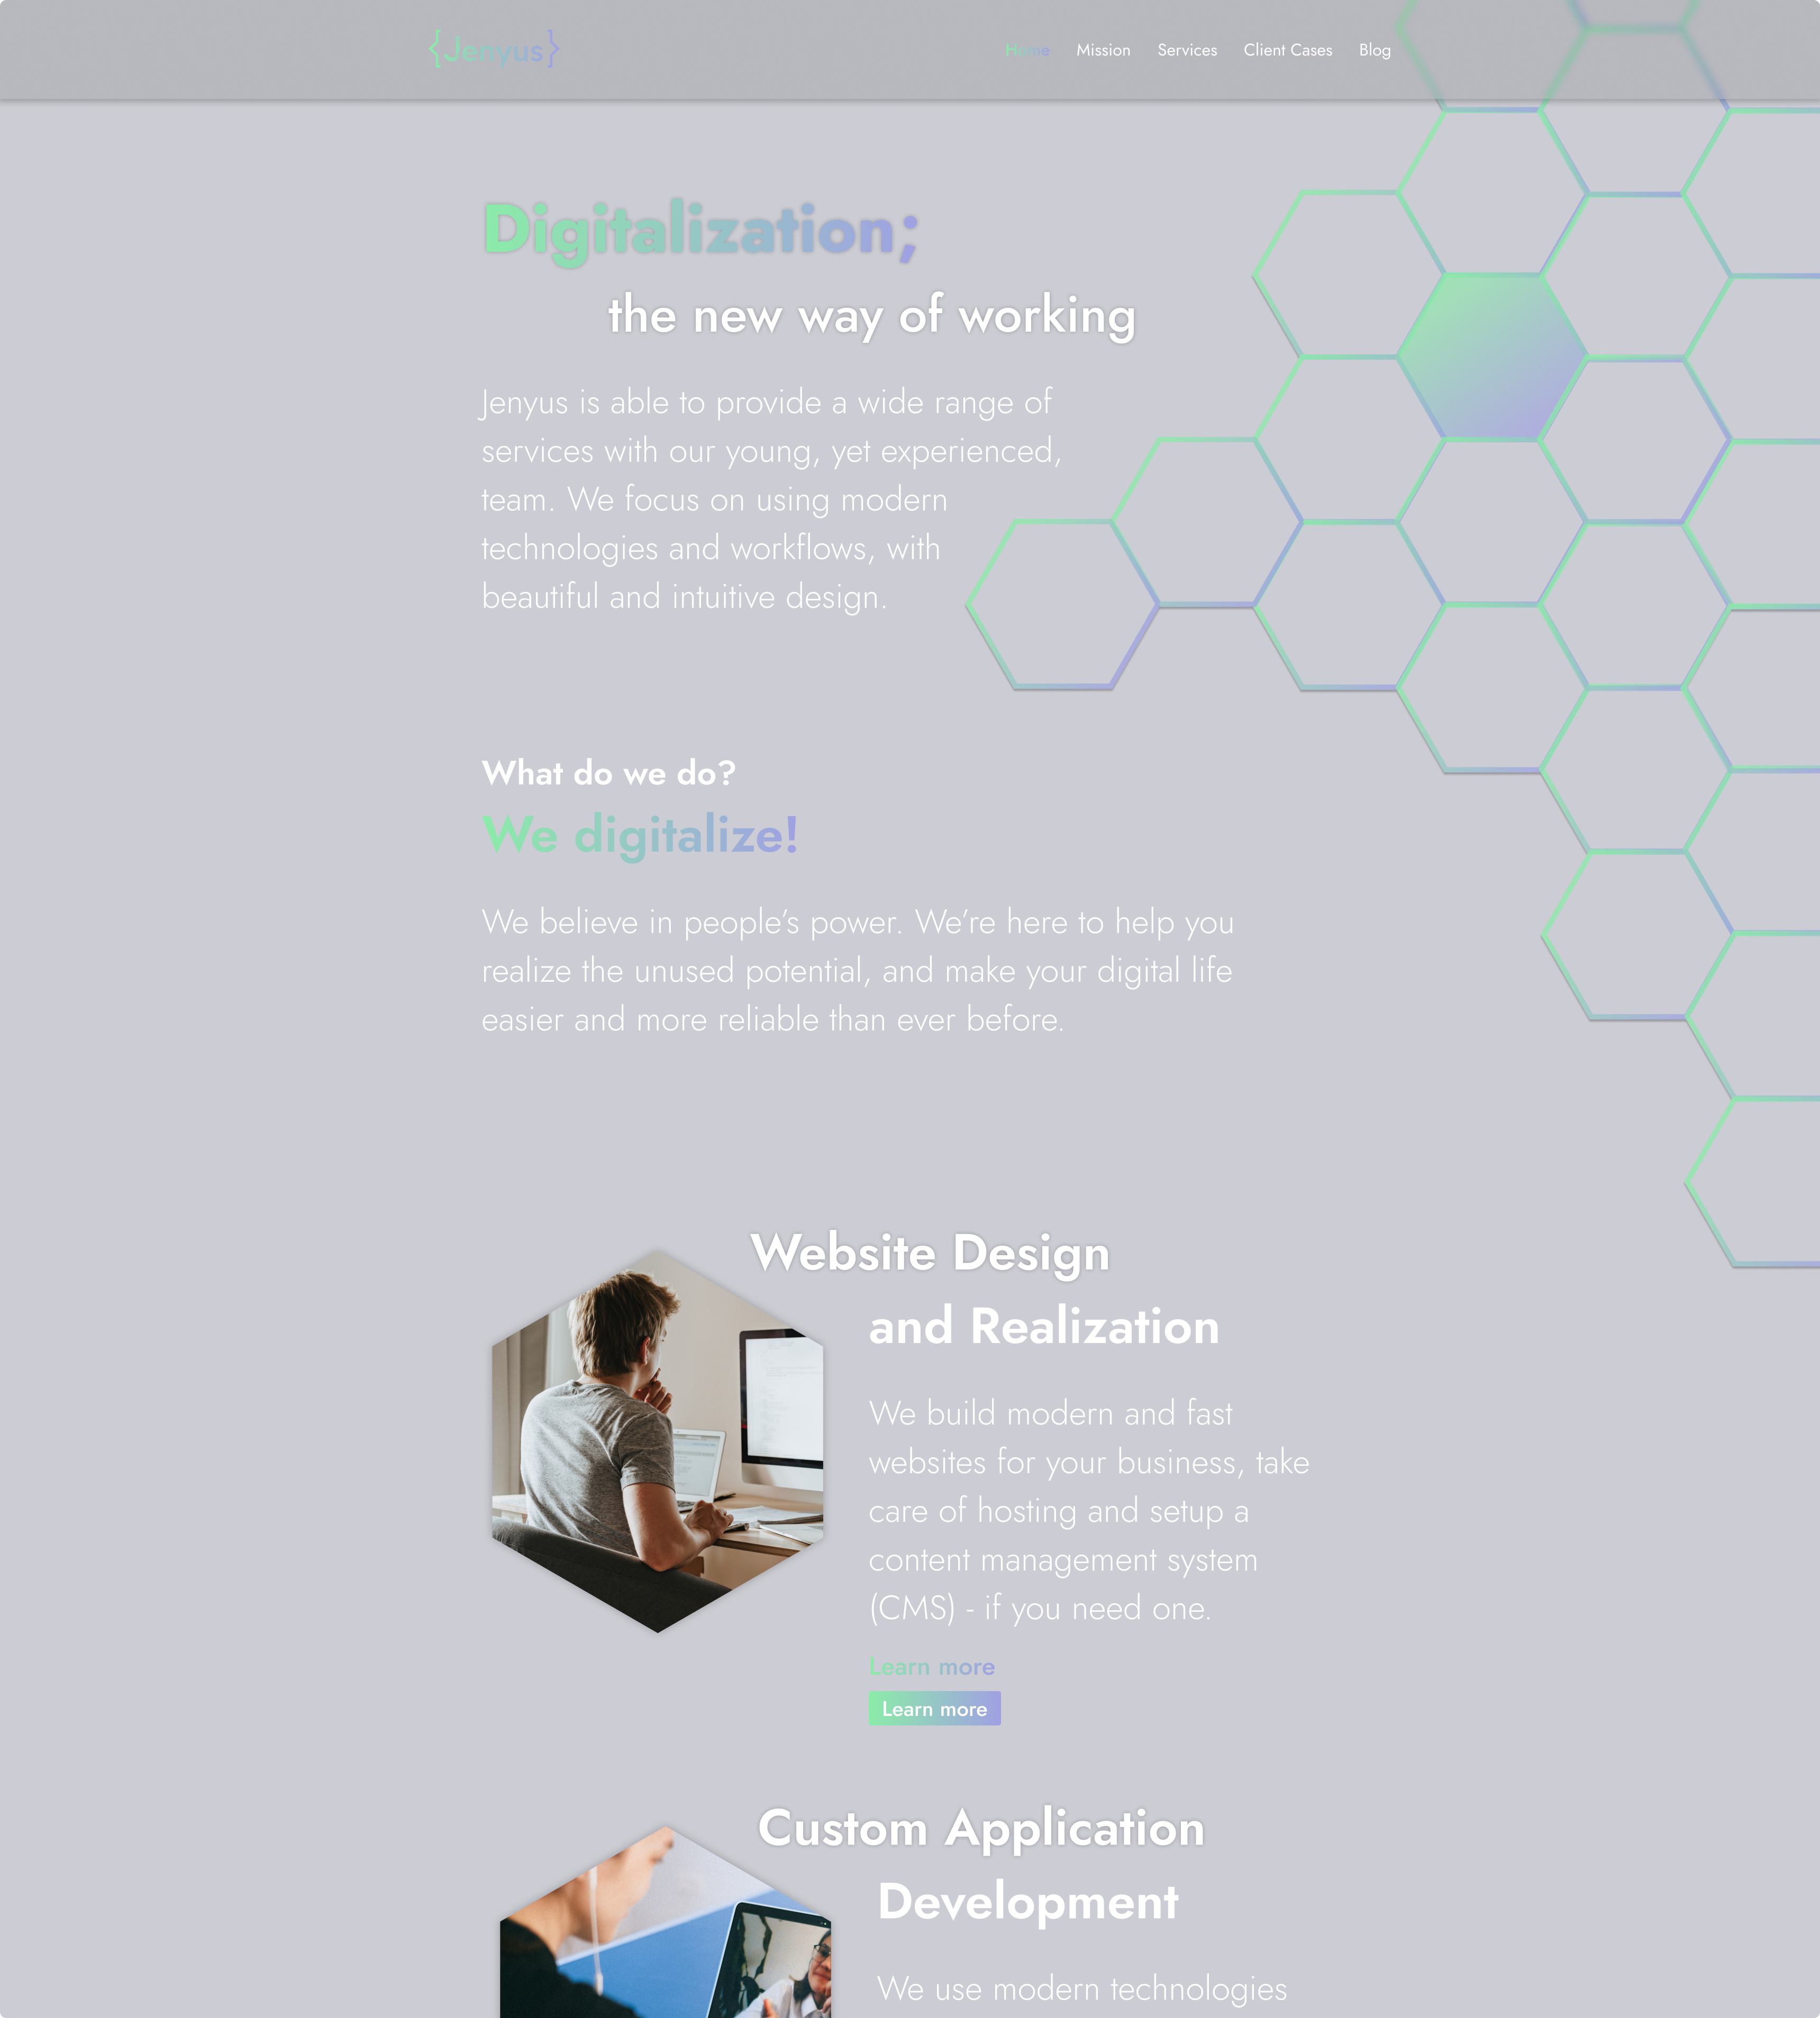 {Jenyus}
Home Mission Services Client Cases Blog
Digitalization;
the new way of working
Jenyus is able to provide a wide range of
services with our young, yet experienced,
team. We focus on using modern
technologies and workflows, with
beautiful and intuitive design.
What do we do?
We digitalize!
We believe in people’s power. We’re here to help you
realize the unused potential, and make your digital life
easier and more reliable than ever before.
Website Design
and Realization
We build modern and fast
websites for your business, take
care of hosting and setup a
content management system
(CMS) - if you need one.
Learn more
Learn more
Custom Application
Development
We use modern technologies